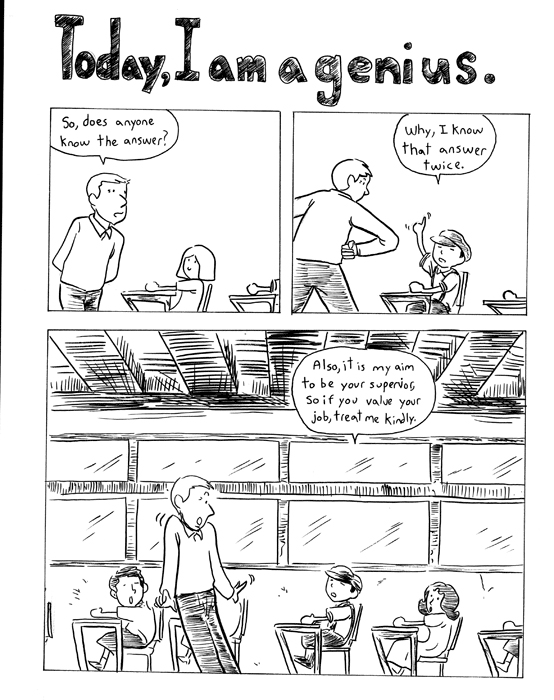 Today, I am a genius.
So, does anyone
know the answer?
Why, I know
that answer
twice.
Also, it is my aim
to be your superior,
So if you value your
job, treat me kindly.